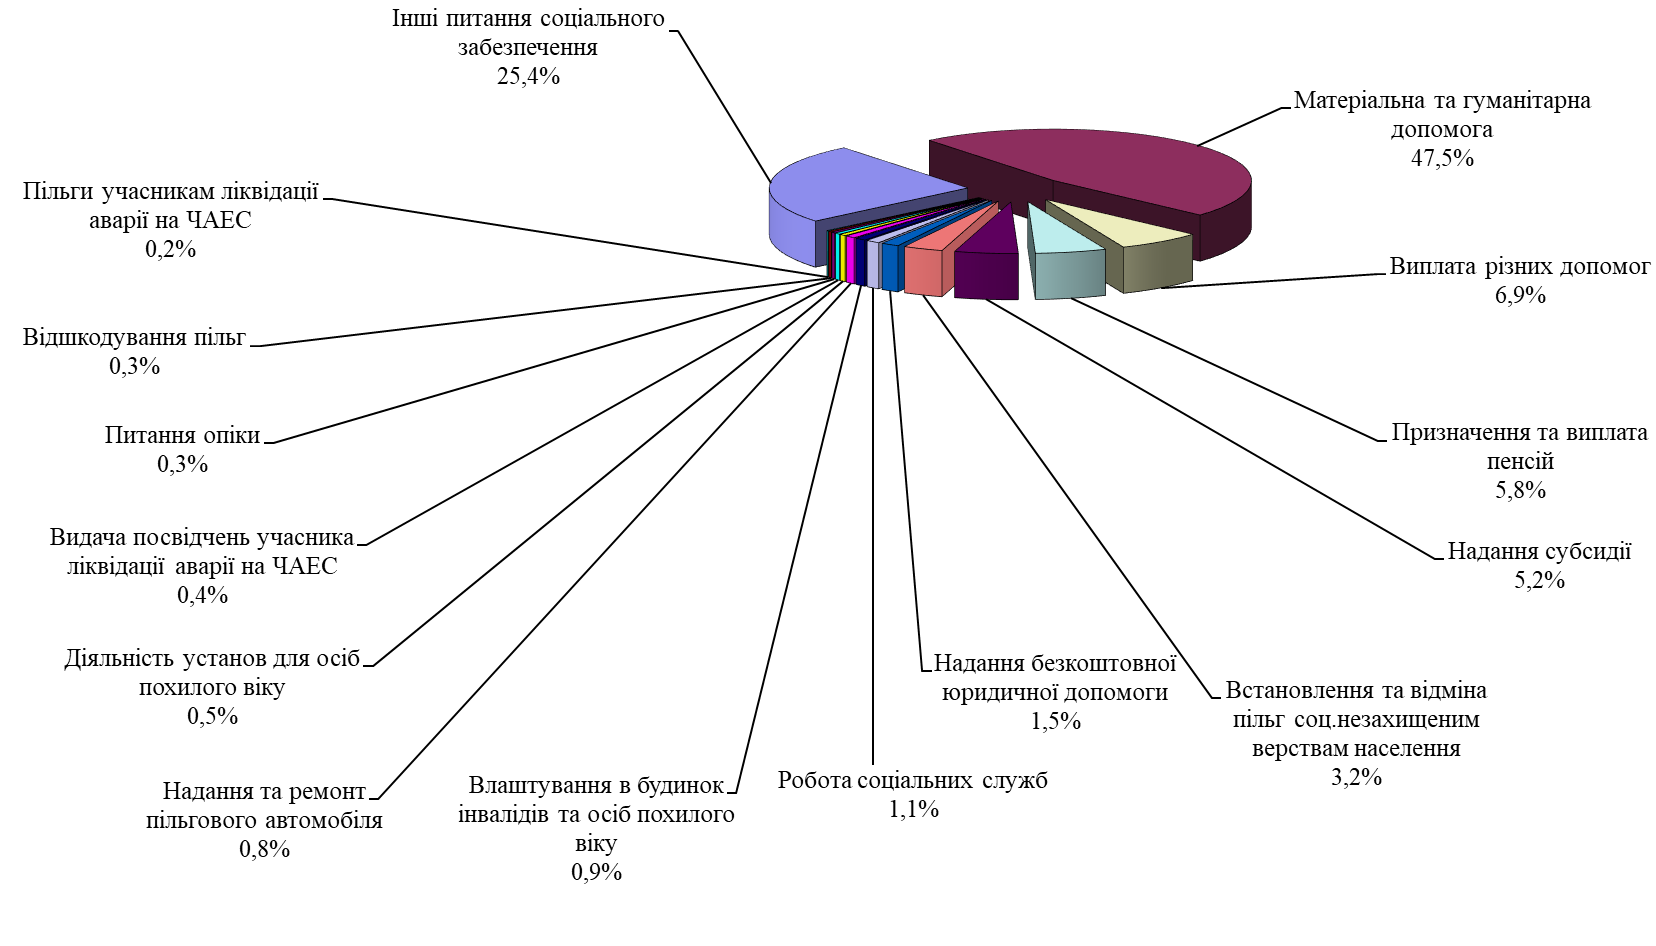 Інші питання соціального
забезпечення
25,4%
Матеріальна та гуманітарна
допомога
47,5%
Пільги учасникам ліквідації
аварії на ЧАЕС
0,2%
Виплата різних допомог
6,9%
Відшкодування пільг
0,3%
Питання опіки
0,3%
Призначення та виплата
пенсій
5,8%
Видача посвідчень учасника
ліквідації аварії на ЧАЕС
0,4%
Надання субсидії
5,2%
Діяльність установ для осіб
похилого віку
0,5%
Надання безкоштовної
юридичної допомоги
1,5%
Встановлення та відміна
пільг соц.незахищеним
верствам населення
3,2%
Надання та ремонт
пільгового автомобіля
0,8%
Влаштування в будинок
інвалідів та осіб похилого
віку
0,9%
Робота соціальних служб
1,1%